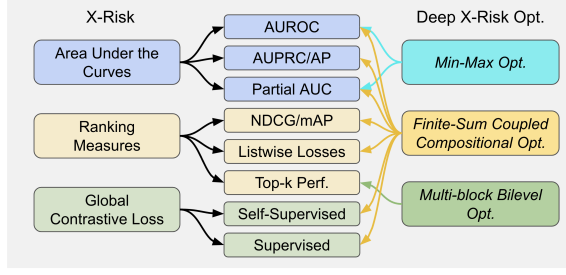 X-Risk
Deep X-Risk Opt.
Area Under the
Curves
Ranking
Measures
Global
Contrastive Loss
AUROC
AUPRC/AP
Partial AUC
NDCG/mAP
Listwise Losses
Top-k Perf.
Self-Supervised
Supervised
Min-Max Opt.
Finite-Sum Coupled
Compositional Opt.
Multi-block Bilevel
Opt.